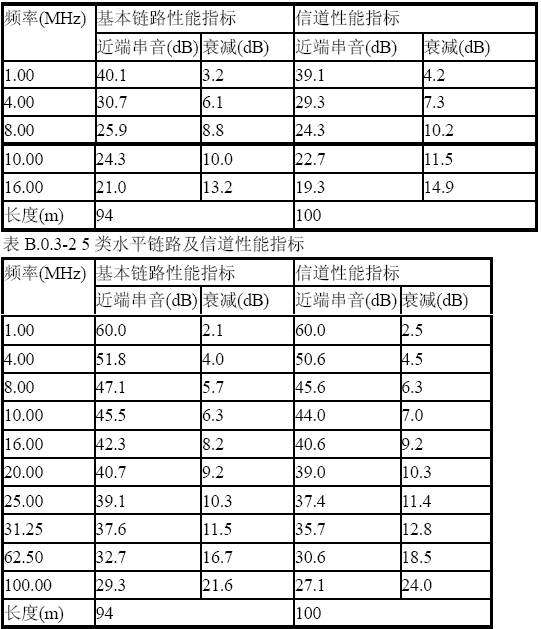 频率(MHz) 基本链路性能指标 信道性能指标
近端串音(dB) 衰减(dB) 近端串音(dB) 衰减(dB)
1.00 40.1 3.2 39.1 4.2
4.00 30.7 6.1 29.3 7.3
8.00 25.9 8.8 24.3 10.2
10.00 24.3 10.0 22.7 11.5
16.00 21.0 13.2 19.3 14.9
长度(m) 94 100
表 B.0.3-2 5 类水平链路及信道性能指标
频率(MHz) 基本链路性能指标 信道性能指标
近端串音(dB) 衰减(dB) 近端串音(dB) 衰减(dB)
1.00 60.0 2.1 60.0 2.5
4.00 51.8 4.0 50.6 4.5
8.00 47.1 5.7 45.6 6.3
10.00 45.5 6.3 44.0 7.0
16.00 42.3 8.2 40.6 9.2
20.00 40.7 9.2 39.0 10.3
25.00 39.1 10.3 37.4 11.4
31.25 37.6 11.5 35.7 12.8
62.50 32.7 16.7 30.6 18.5
100.00 29.3 21.6 27.1 24.0
长度(m) 94 100